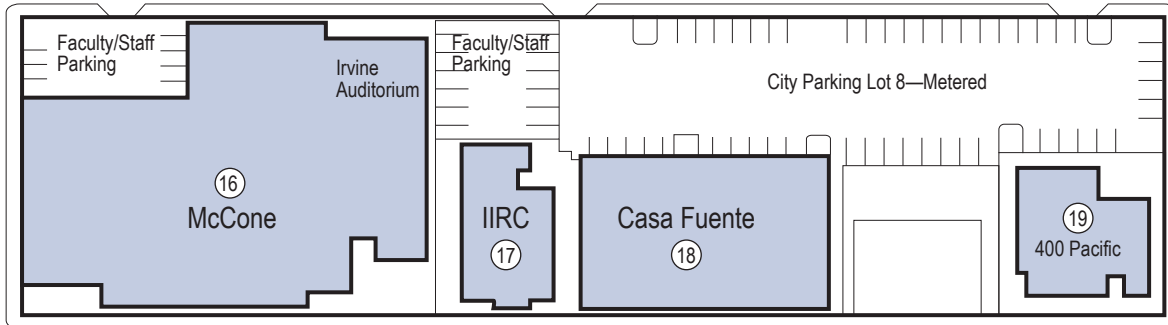 Faculty/Staff
Parking
Irvine
Auditorium
16
McCone
Faculty/Staff
Parking
IIRC
17
City Parking Lot 8—Metered
Casa Fuente
18
19
400 Pacific